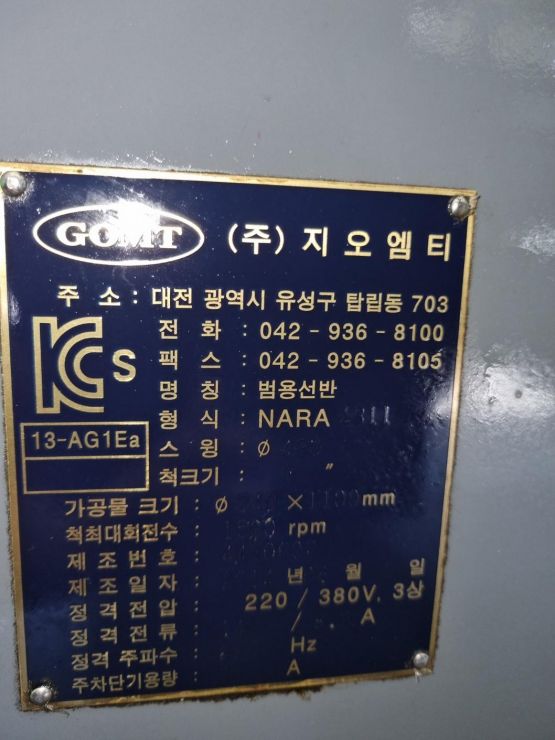 GOMT (주) 지오엠티
주 소 : 대전 광역시 유성구 탑립동 703
전 화 : 042 - 936 - 8100
팩 스 : 042 - 936 - 8105
명 칭 : 범용선반
형 식 : NARA
13-AG1Ea
스 윙 : Ø
척크기 : "
가공물 크기 : Ø × mm
척최대회전수 : rpm
제 조 번 호 :
제 조 일 자 : 년 월 일
정 격 전 압 : 220 / 380V, 3상
정 격 전 류 : / A
정격 주파수 : Hz
주차단기용량 : A